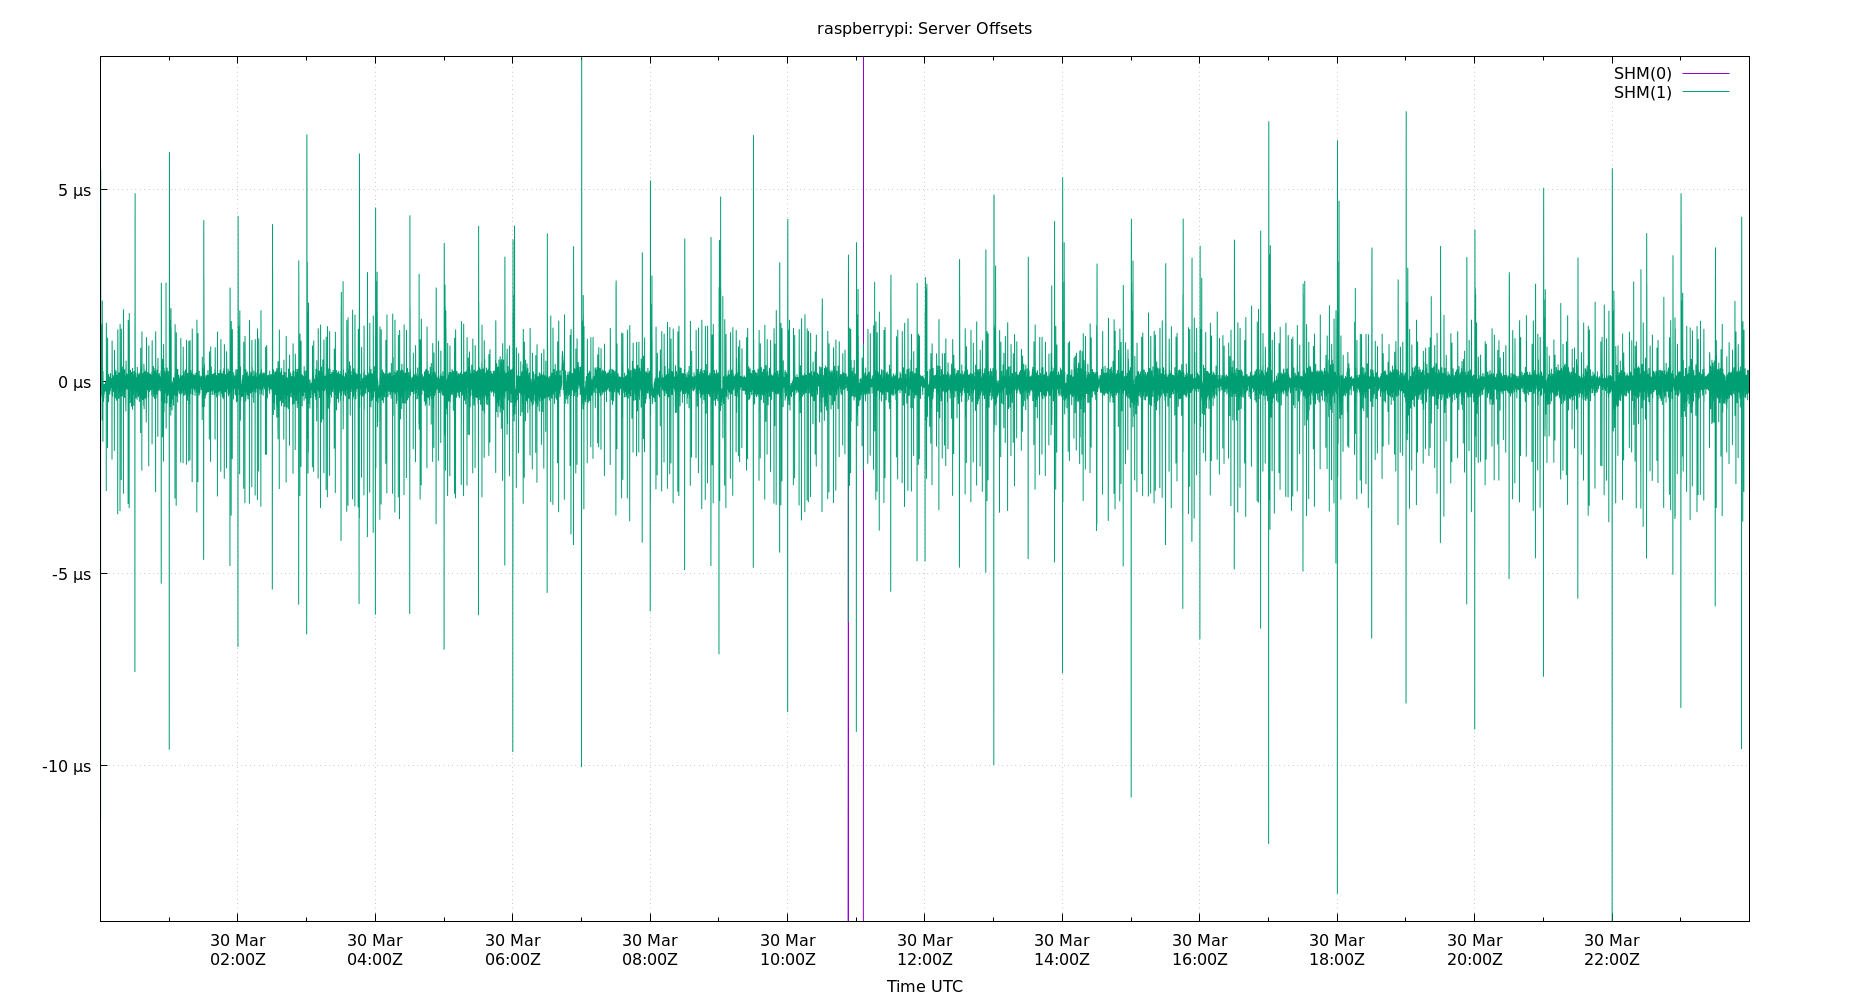 raspberrypi: Server Offsets
SHM(0)
SHM(1)
5 µs
0 µs
-5 µs
-10 µs
30 Mar 30 Mar 30 Mar 30 Mar 30 Mar 30 Mar 30 Mar 30 Mar 30 Mar 30 Mar 30 Mar
02:00Z 04:00Z 06:00Z 08:00Z 10:00Z 12:00Z 14:00Z 16:00Z 18:00Z 20:00Z 22:00Z
Time UTC